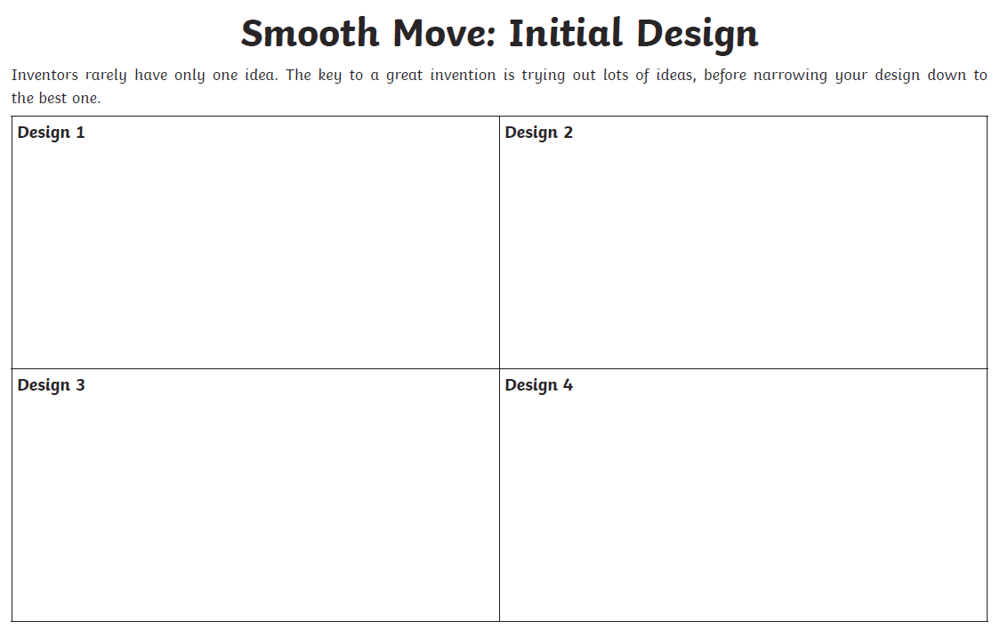 Smooth Move: Initial Design
Inventors rarely have only one idea. The key to a great invention is trying out lots of ideas, before narrowing your design down to
the best one.
Design 1
Design 2
Design 3
Design 4